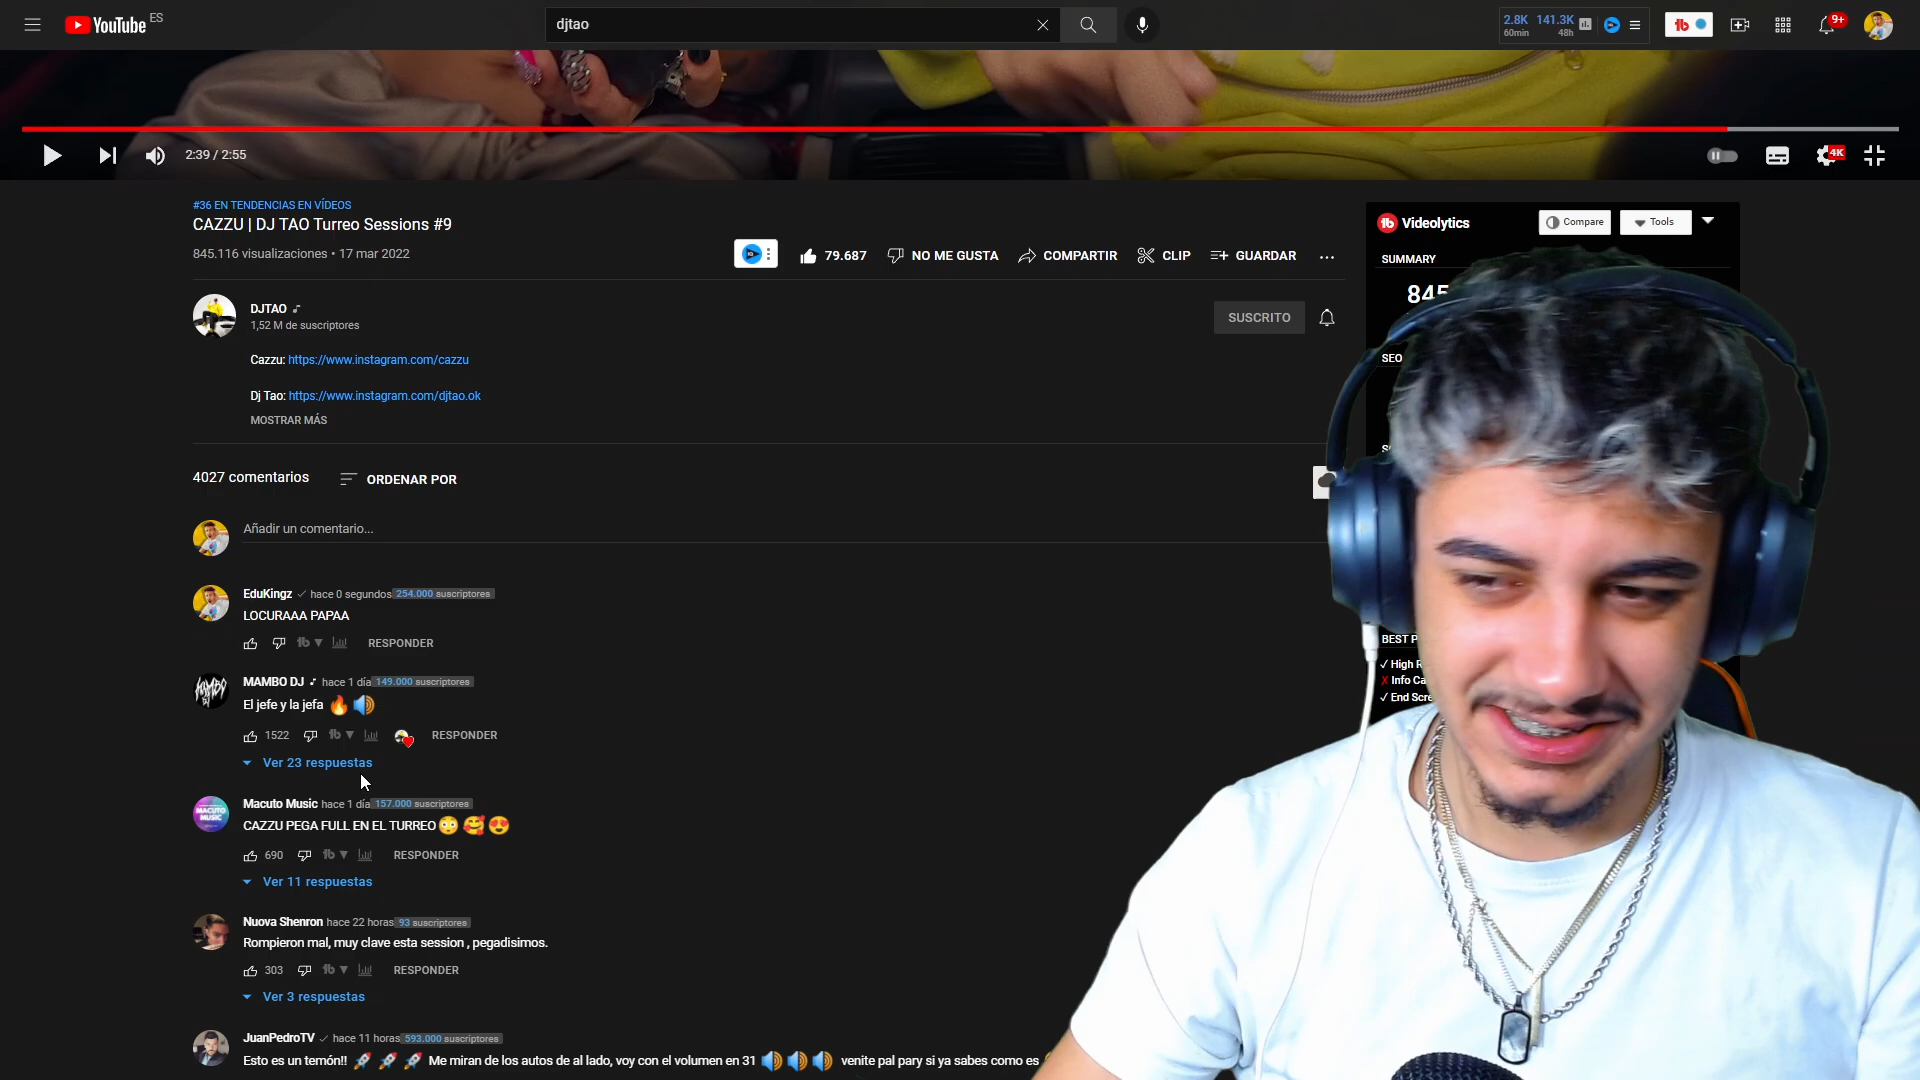 YouTube ES
djtao
2.8K 141.3K
60min 48h
9+
2:39 / 2:55
4K
#36 EN TENDENCIAS EN VÍDEOS
CAZZU | DJ TAO Turreo Sessions #9
845.116 visualizaciones • 17 mar 2022
79.687 NO ME GUSTA COMPARTIR CLIP GUARDAR
Videolytics Compare Tools
SUMMARY
845
SEO
DJTAO
1,52 M de suscriptores
SUSCRITO
Cazzu: https://www.instagram.com/cazzu
Dj Tao: https://www.instagram.com/djtao.ok
MOSTRAR MÁS
4027 comentarios ORDENAR POR
Añadir un comentario...
EduKingz hace 0 segundos 254.000 suscriptores
LOCURAAA PAPAA
RESPONDER
BEST P
✓ High R
X Info Ca
✓ End Scre
MAMBO DJ hace 1 día 149.000 suscriptores
El jefe y la jefa 🔥🔊
1522 RESPONDER
Ver 23 respuestas
Macuto Music hace 1 día 157.000 suscriptores
MACUTO MUSIC
CAZZU PEGA FULL EN EL TURREO😳🥰😍
690 RESPONDER
Ver 11 respuestas
Nuova Shenron hace 22 horas 93 suscriptores
Rompieron mal, muy clave esta session , pegadisimos.
303 RESPONDER
Ver 3 respuestas
JuanPedroTV hace 11 horas 593.000 suscriptores
Esto es un temón!! 🚀 🚀 🚀 Me miran de los autos de al lado, voy con el volumen en 31 🔊🔊🔊 venite pal pary si ya sabes como es